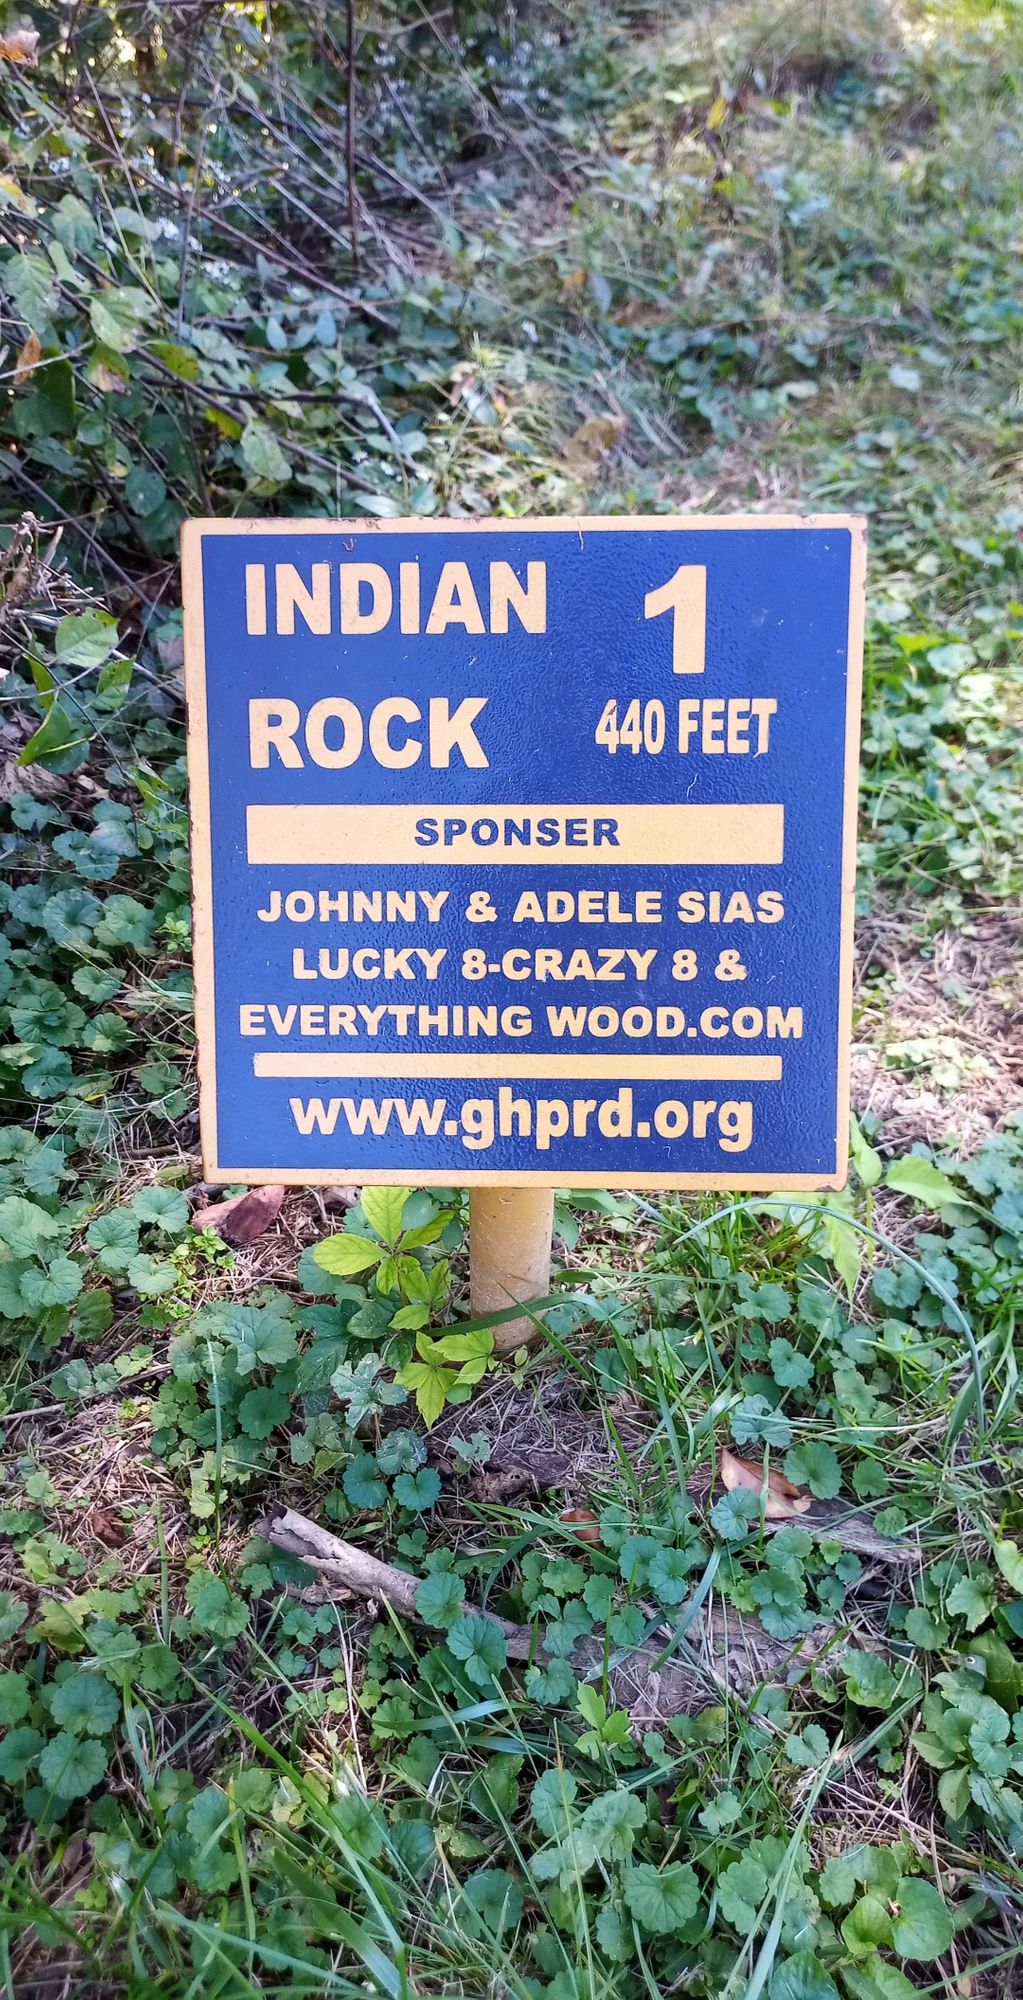 INDIAN 1
ROCK 440 FEET
SPONSER
JOHNNY & ADELE SIAS
LUCKY 8-CRAZY 8 &
EVERYTHING WOOD.COM
www.ghprd.org